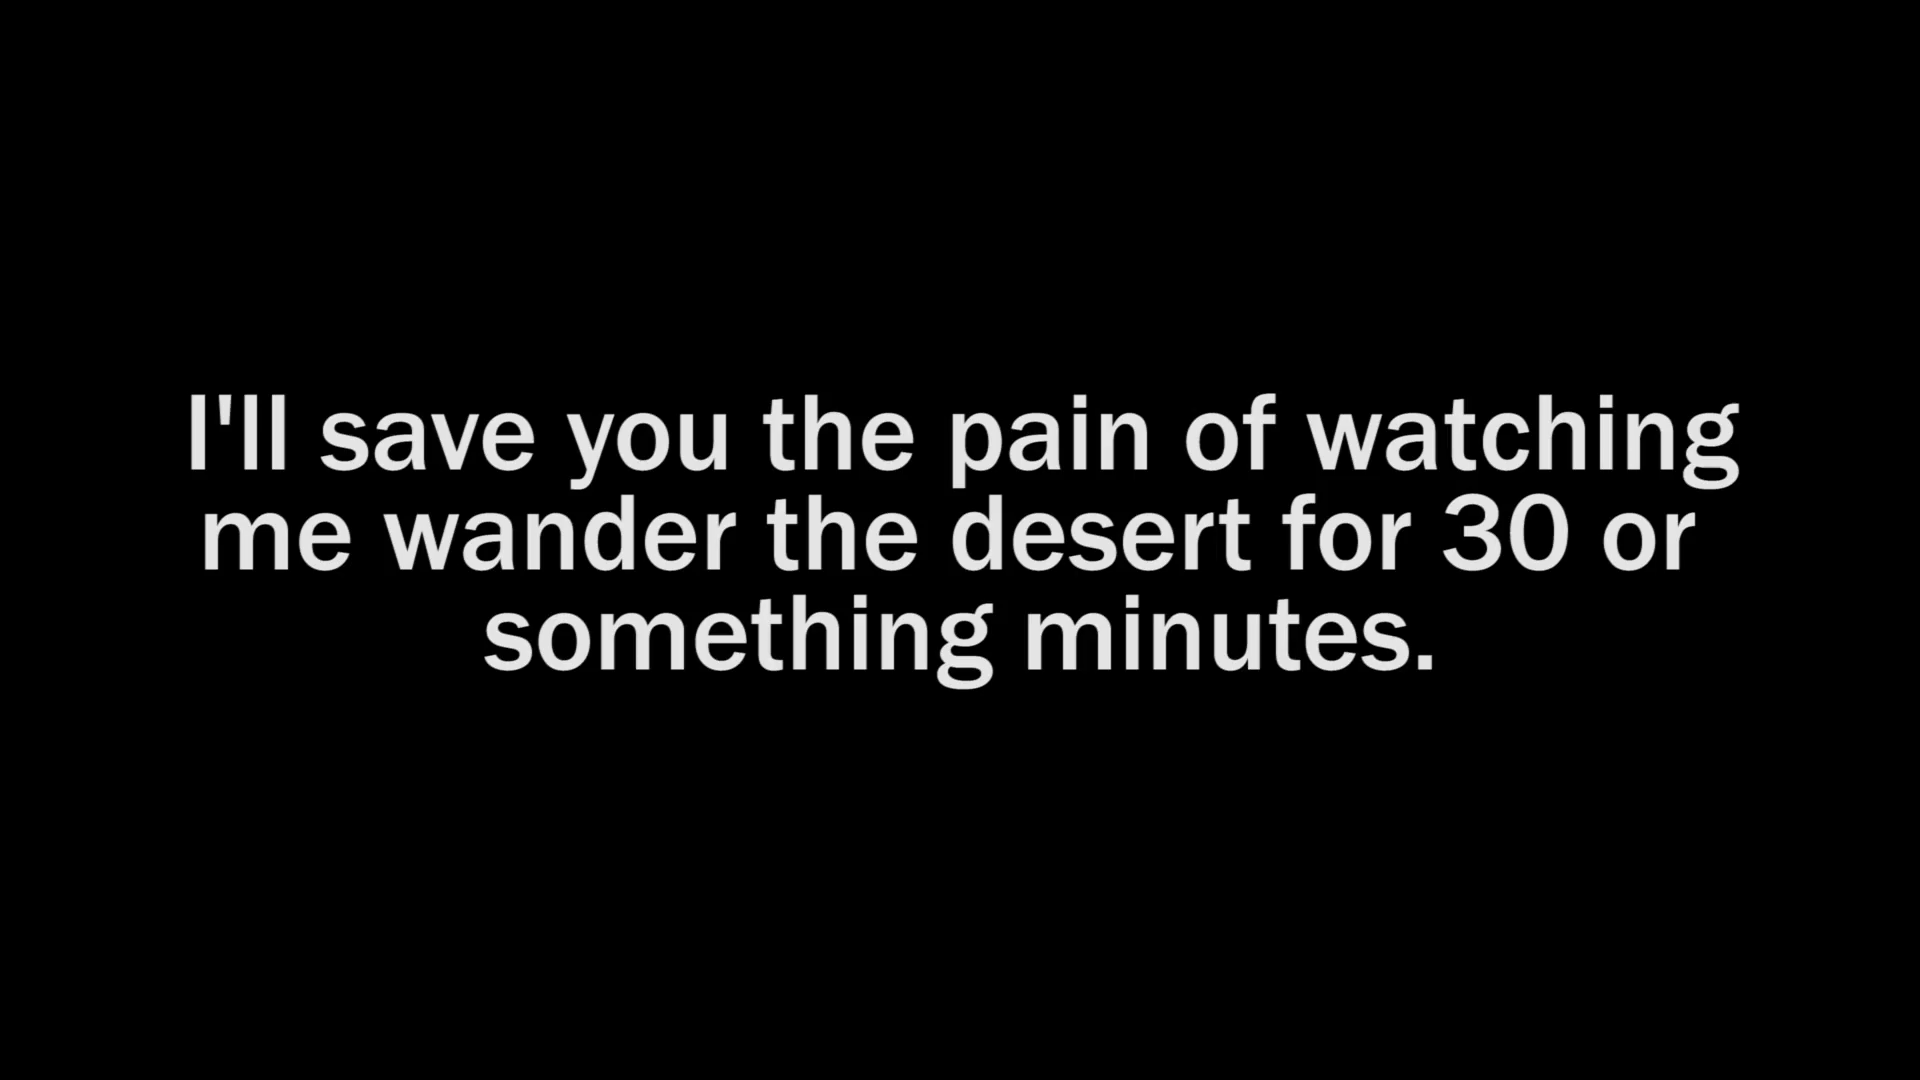 I'll save you the pain of watching
me wander the desert for 30 or
something minutes.